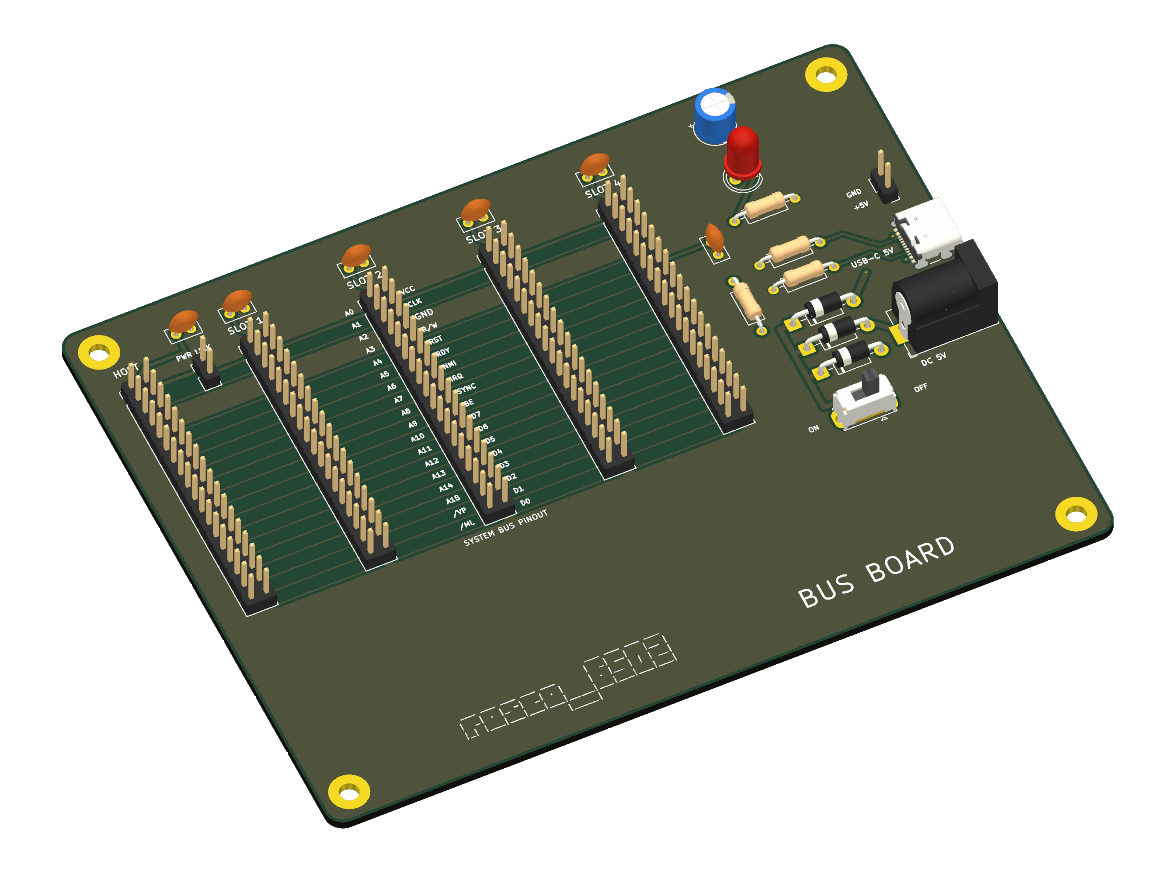 SLOT 4
SLOT 3
SLOT 2
SLOT 1
PWR
HOST
GND
+5V
USB-C 5V
DC 5V
OFF
ON
A0 VCC
A1 CLK
A2 GND
A3 R/W
A4 RST
A5 RDY
A6 NMI
A7 IRQ
A8 SYNC
A9 BE
A10 D7
A11 D6
A12 D5
A13 D4
A14 D3
A15 D2
/VP D1
/ML D0
SYSTEM BUS PINOUT
BUS BOARD
rosco_6502